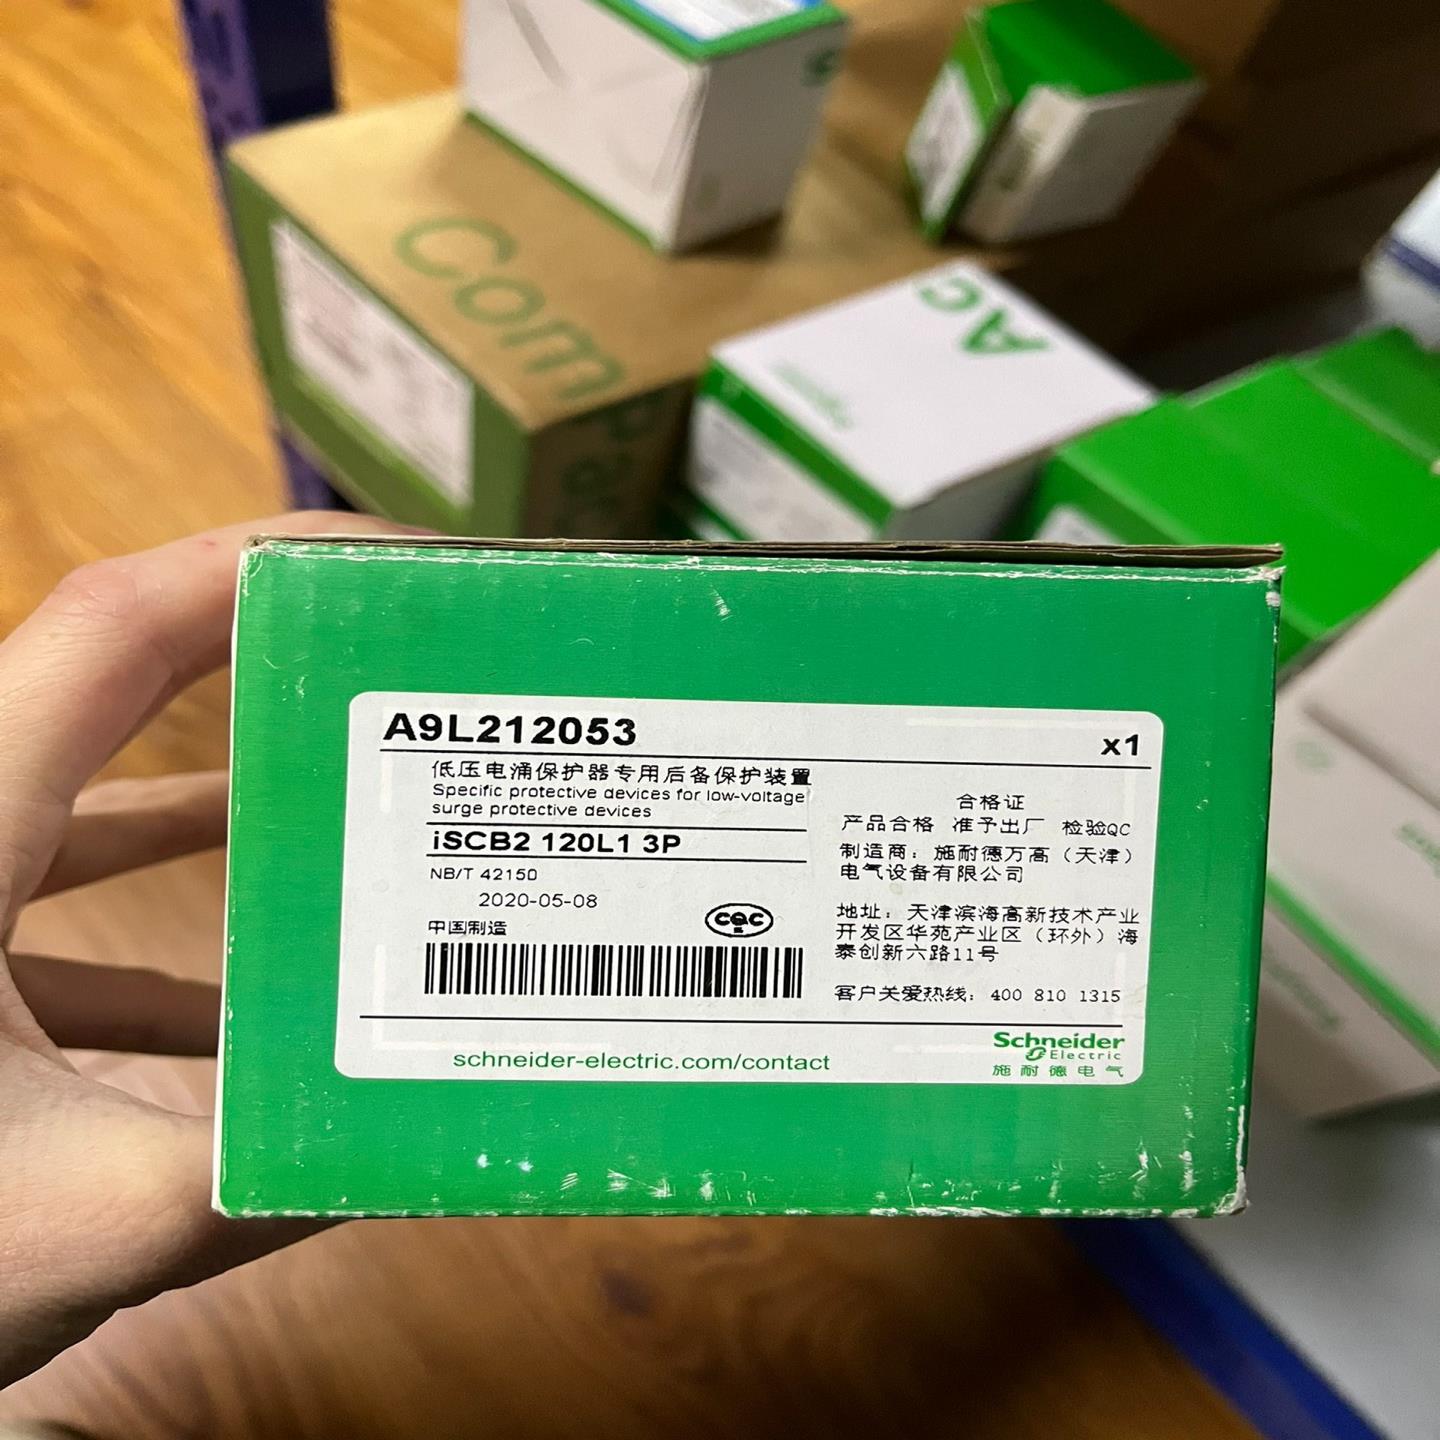 ComPac
AC
A9L212053
x1
低压电涌保护器专用后备保护装置
Specific protective devices for low-voltage
surge protective devices
iSCB2 120L1 3P
NB/T 42150
2020-05-08
中国制造
CQC
合格证
产品合格 准予出厂 检验QC
制造商：施耐德万高（天津）
电气设备有限公司
地址：天津滨海高新技术产业
开发区华苑产业区（环外）海
泰创新六路11号
客户关爱热线：400 810 1315
schneider-electric.com/contact
Schneider
Electric
施耐德电气